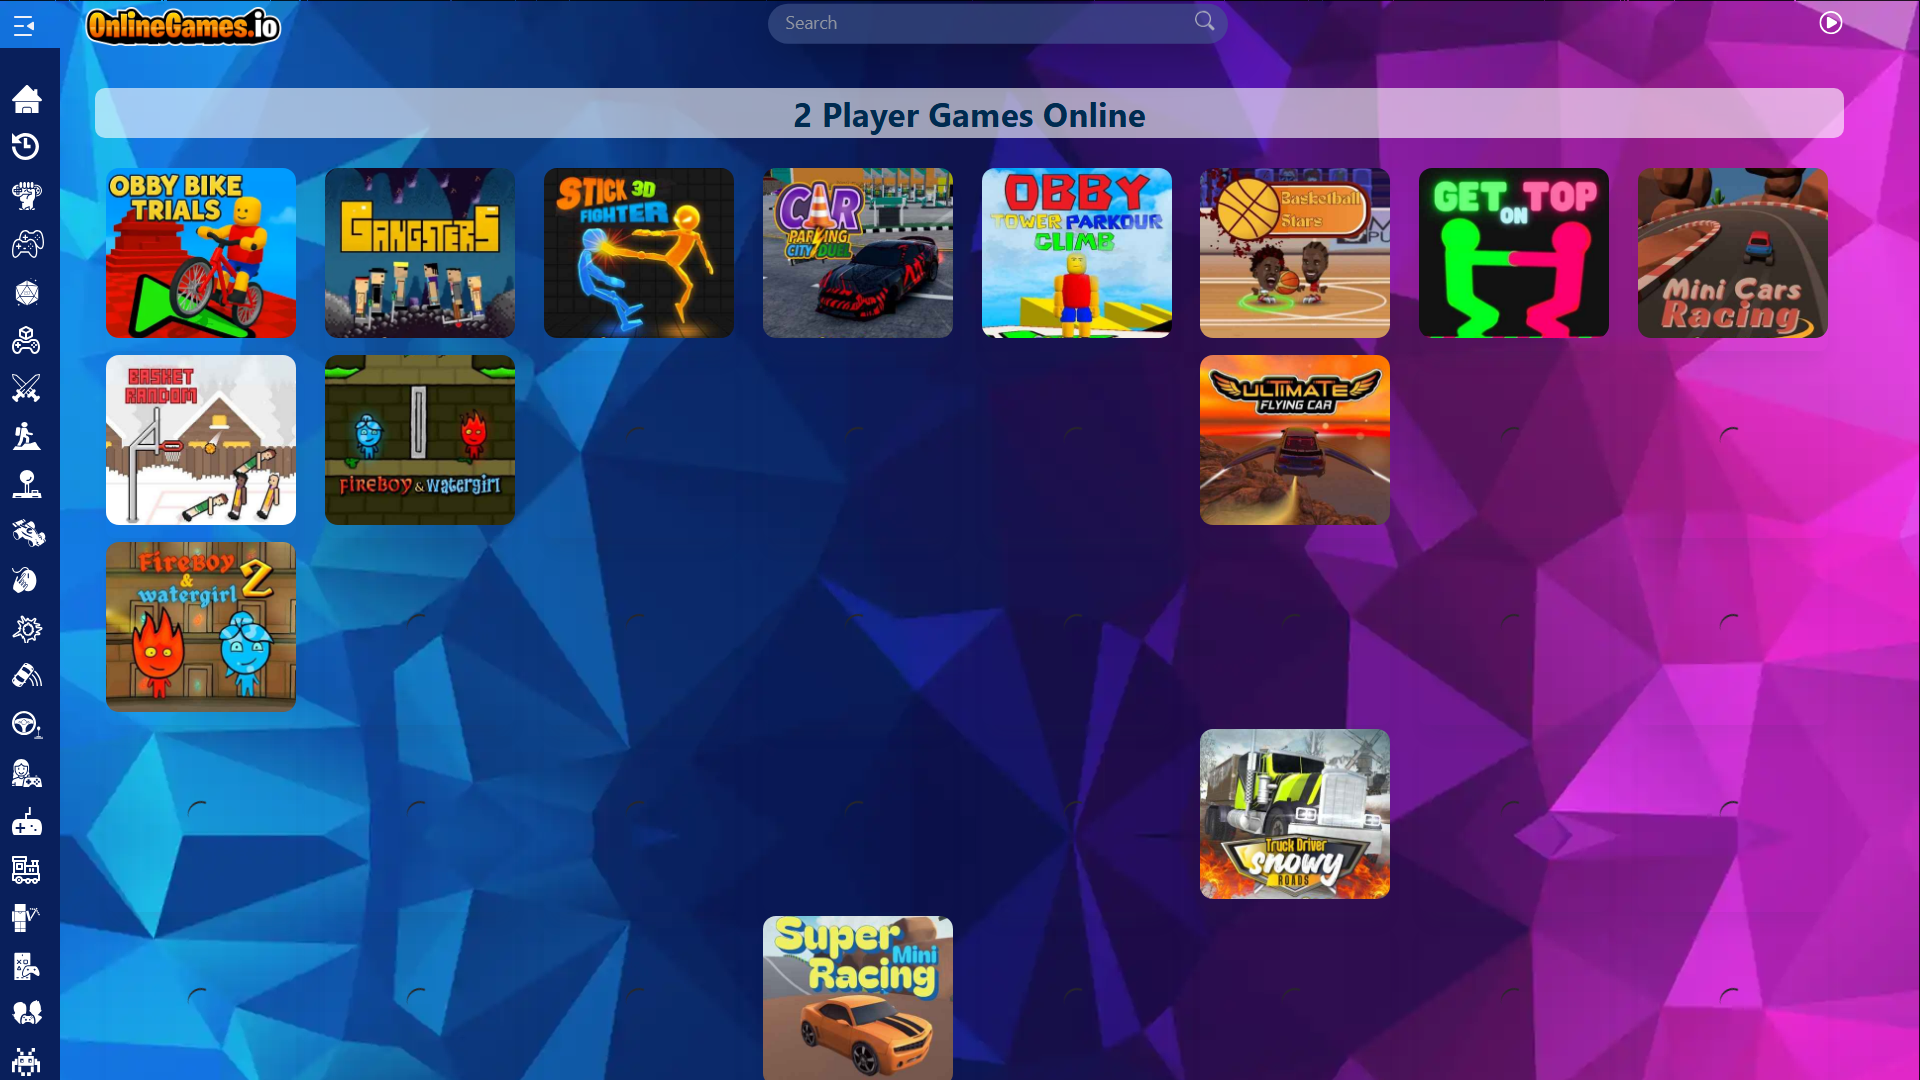 OnlineGames.io
Search
2 Player Games Online
OBBY BIKE
TRIALS
GANGSTERS
STICK 3D
FIGHTER
CAR
PARKING
CITY DUEL
OBBY
TOWER PARKOUR
CLIMB
Basketball
Stars
GET ON TOP
Mini Cars
Racing
BASKET
RANDOM
FIREBOY & WATERGIRL
ULTIMATE
FLYING CAR
FIREBOY
&
watergirl 2
Truck Driver
snowy
ROADS
Super
Mini
Racing